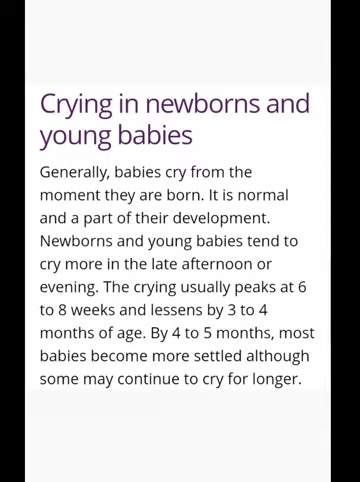 Crying in newborns and
young babies
Generally, babies cry from the
moment they are born. It is normal
and a part of their development.
Newborns and young babies tend to
cry more in the late afternoon or
evening. The crying usually peaks at 6
to 8 weeks and lessens by 3 to 4
months of age. By 4 to 5 months, most
babies become more settled although
some may continue to cry for longer.